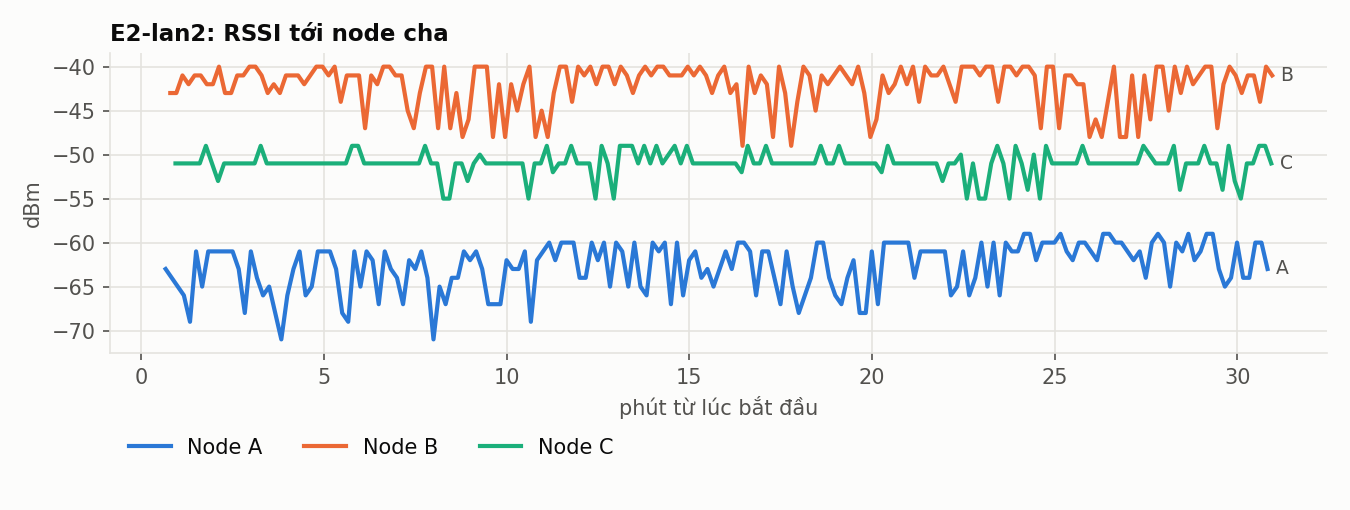 E2-lan2: RSSI tới node cha
dBm
−40
−45
−50
−55
−60
−65
−70
B
C
A
0 5 10 15 20 25 30
phút từ lúc bắt đầu
Node A Node B Node C